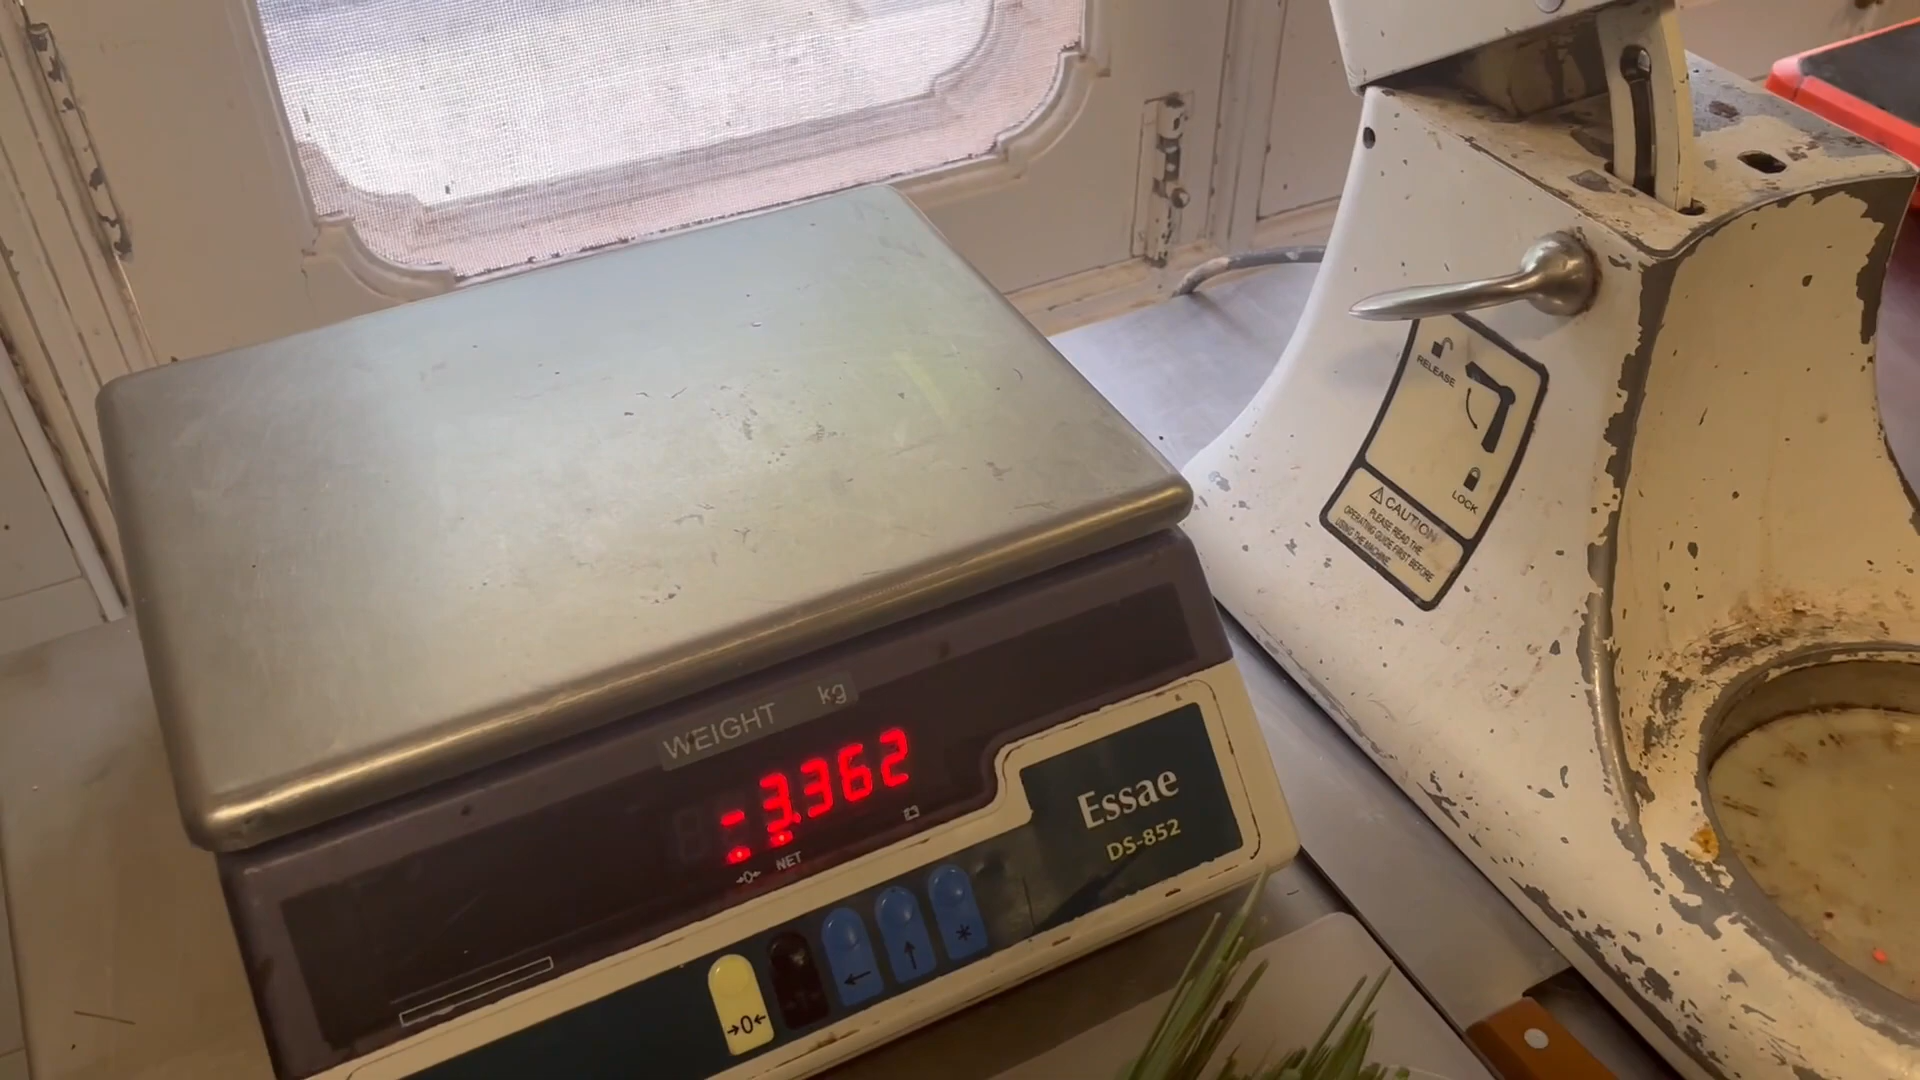 RELEASE
LOCK
CAUTION
PLEASE READ THE
OPERATING GUIDE FIRST BEFORE
USING THE MACHINE.
WEIGHT kg
-3.362
→0← NET
Essae
DS-852
→0← ← ↑ *